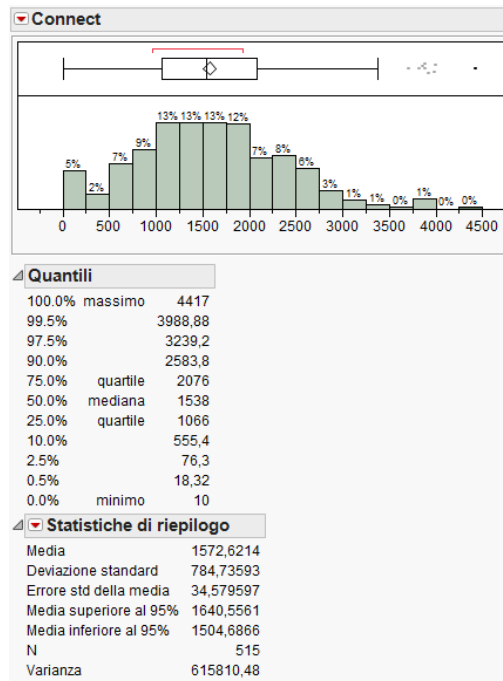 Connect
5% 2% 7% 9% 13% 13% 13% 12% 7% 8% 6% 3% 1% 1% 0% 1% 0% 0%
0 500 1000 1500 2000 2500 3000 3500 4000 4500
Quantili
100.0% massimo 4417
99.5% 3988,88
97.5% 3239,2
90.0% 2583,8
75.0% quartile 2076
50.0% mediana 1538
25.0% quartile 1066
10.0% 555,4
2.5% 76,3
0.5% 18,32
0.0% minimo 10
Statistiche di riepilogo
Media 1572,6214
Deviazione standard 784,73593
Errore std della media 34,579597
Media superiore al 95% 1640,5561
Media inferiore al 95% 1504,6866
N 515
Varianza 615810,48